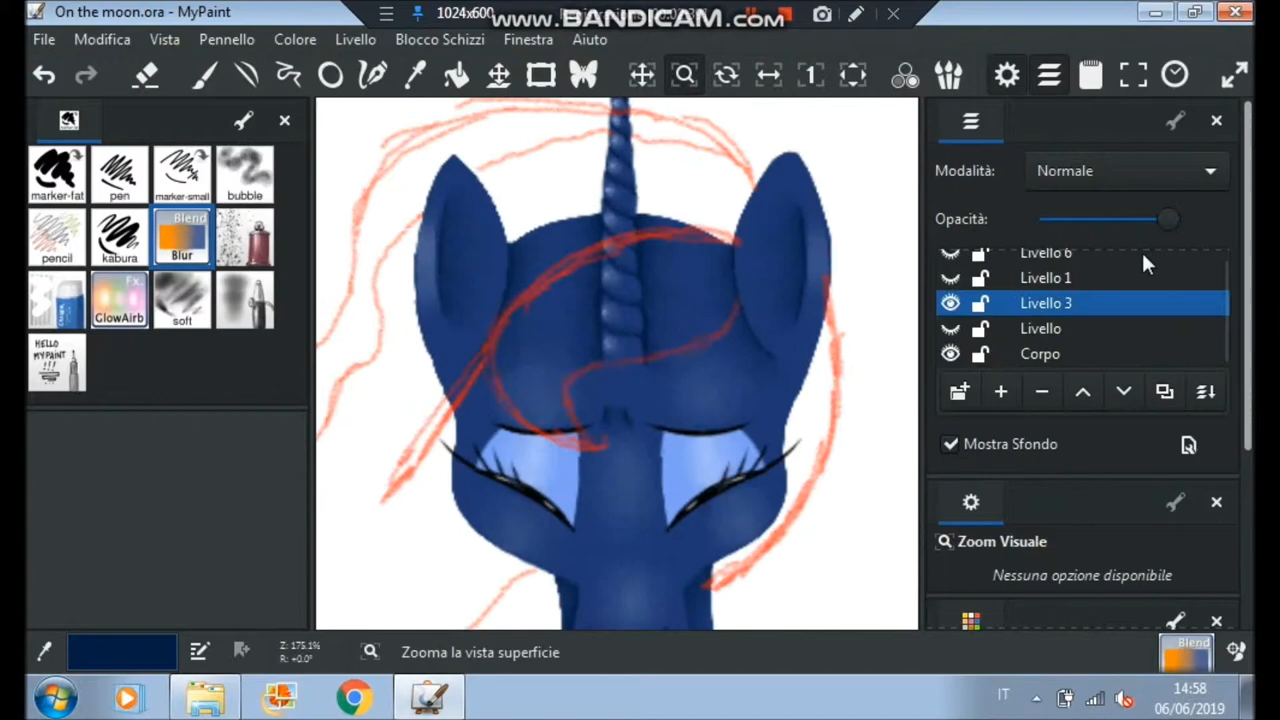 On the moon.ora - MyPaint
1024x600
www.BANDICAM.com
File Modifica Vista Pennello Colore Livello Blocco Schizzi Finestra Aiuto
1
marker-fat pen marker-small bubble
pencil kabura Blend Blur
Fx. GlowAirb soft
HELLO MYPAINT !!!
Modalità: Normale
Opacità:
Livello 6
Livello 1
Livello 3
Livello
Corpo
Mostra Sfondo
Zoom Visuale
Nessuna opzione disponibile
Z: 175.1%
R: +0.0°
Zooma la vista superficie
Blend
IT
14:58
06/06/2019